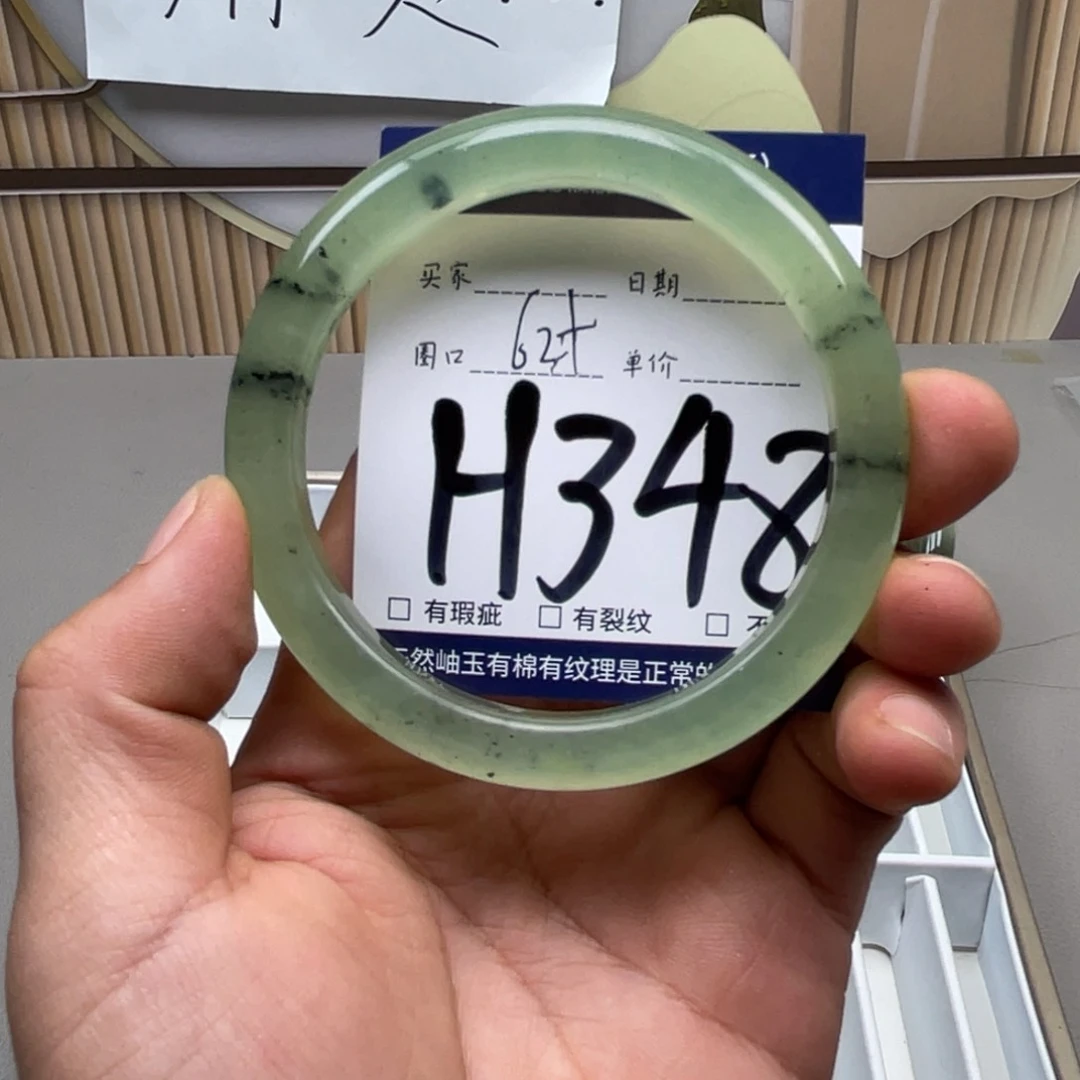 买家 日期
圈口 62+ 单价
H348
□ 有瑕疵 □ 有裂纹 □
然岫玉有棉有纹理是正常的